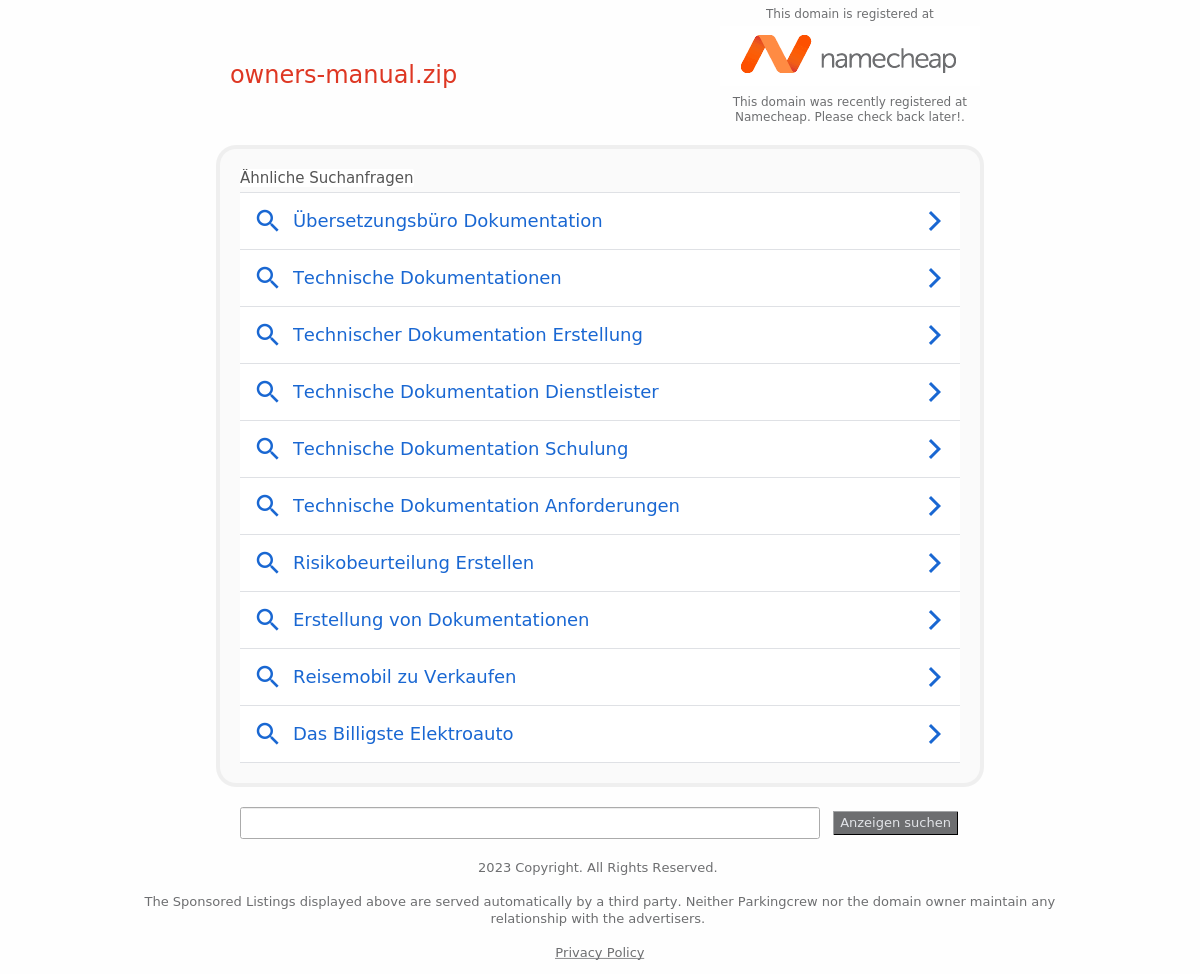 This domain is registered at
namecheap
owners-manual.zip
This domain was recently registered at
Namecheap. Please check back later!.
Ähnliche Suchanfragen
Übersetzungsbüro Dokumentation
Technische Dokumentationen
Technischer Dokumentation Erstellung
Technische Dokumentation Dienstleister
Technische Dokumentation Schulung
Technische Dokumentation Anforderungen
Risikobeurteilung Erstellen
Erstellung von Dokumentationen
Reisemobil zu Verkaufen
Das Billigste Elektroauto
Anzeigen suchen
2023 Copyright. All Rights Reserved.
The Sponsored Listings displayed above are served automatically by a third party. Neither Parkingcrew nor the domain owner maintain any
relationship with the advertisers.
Privacy Policy